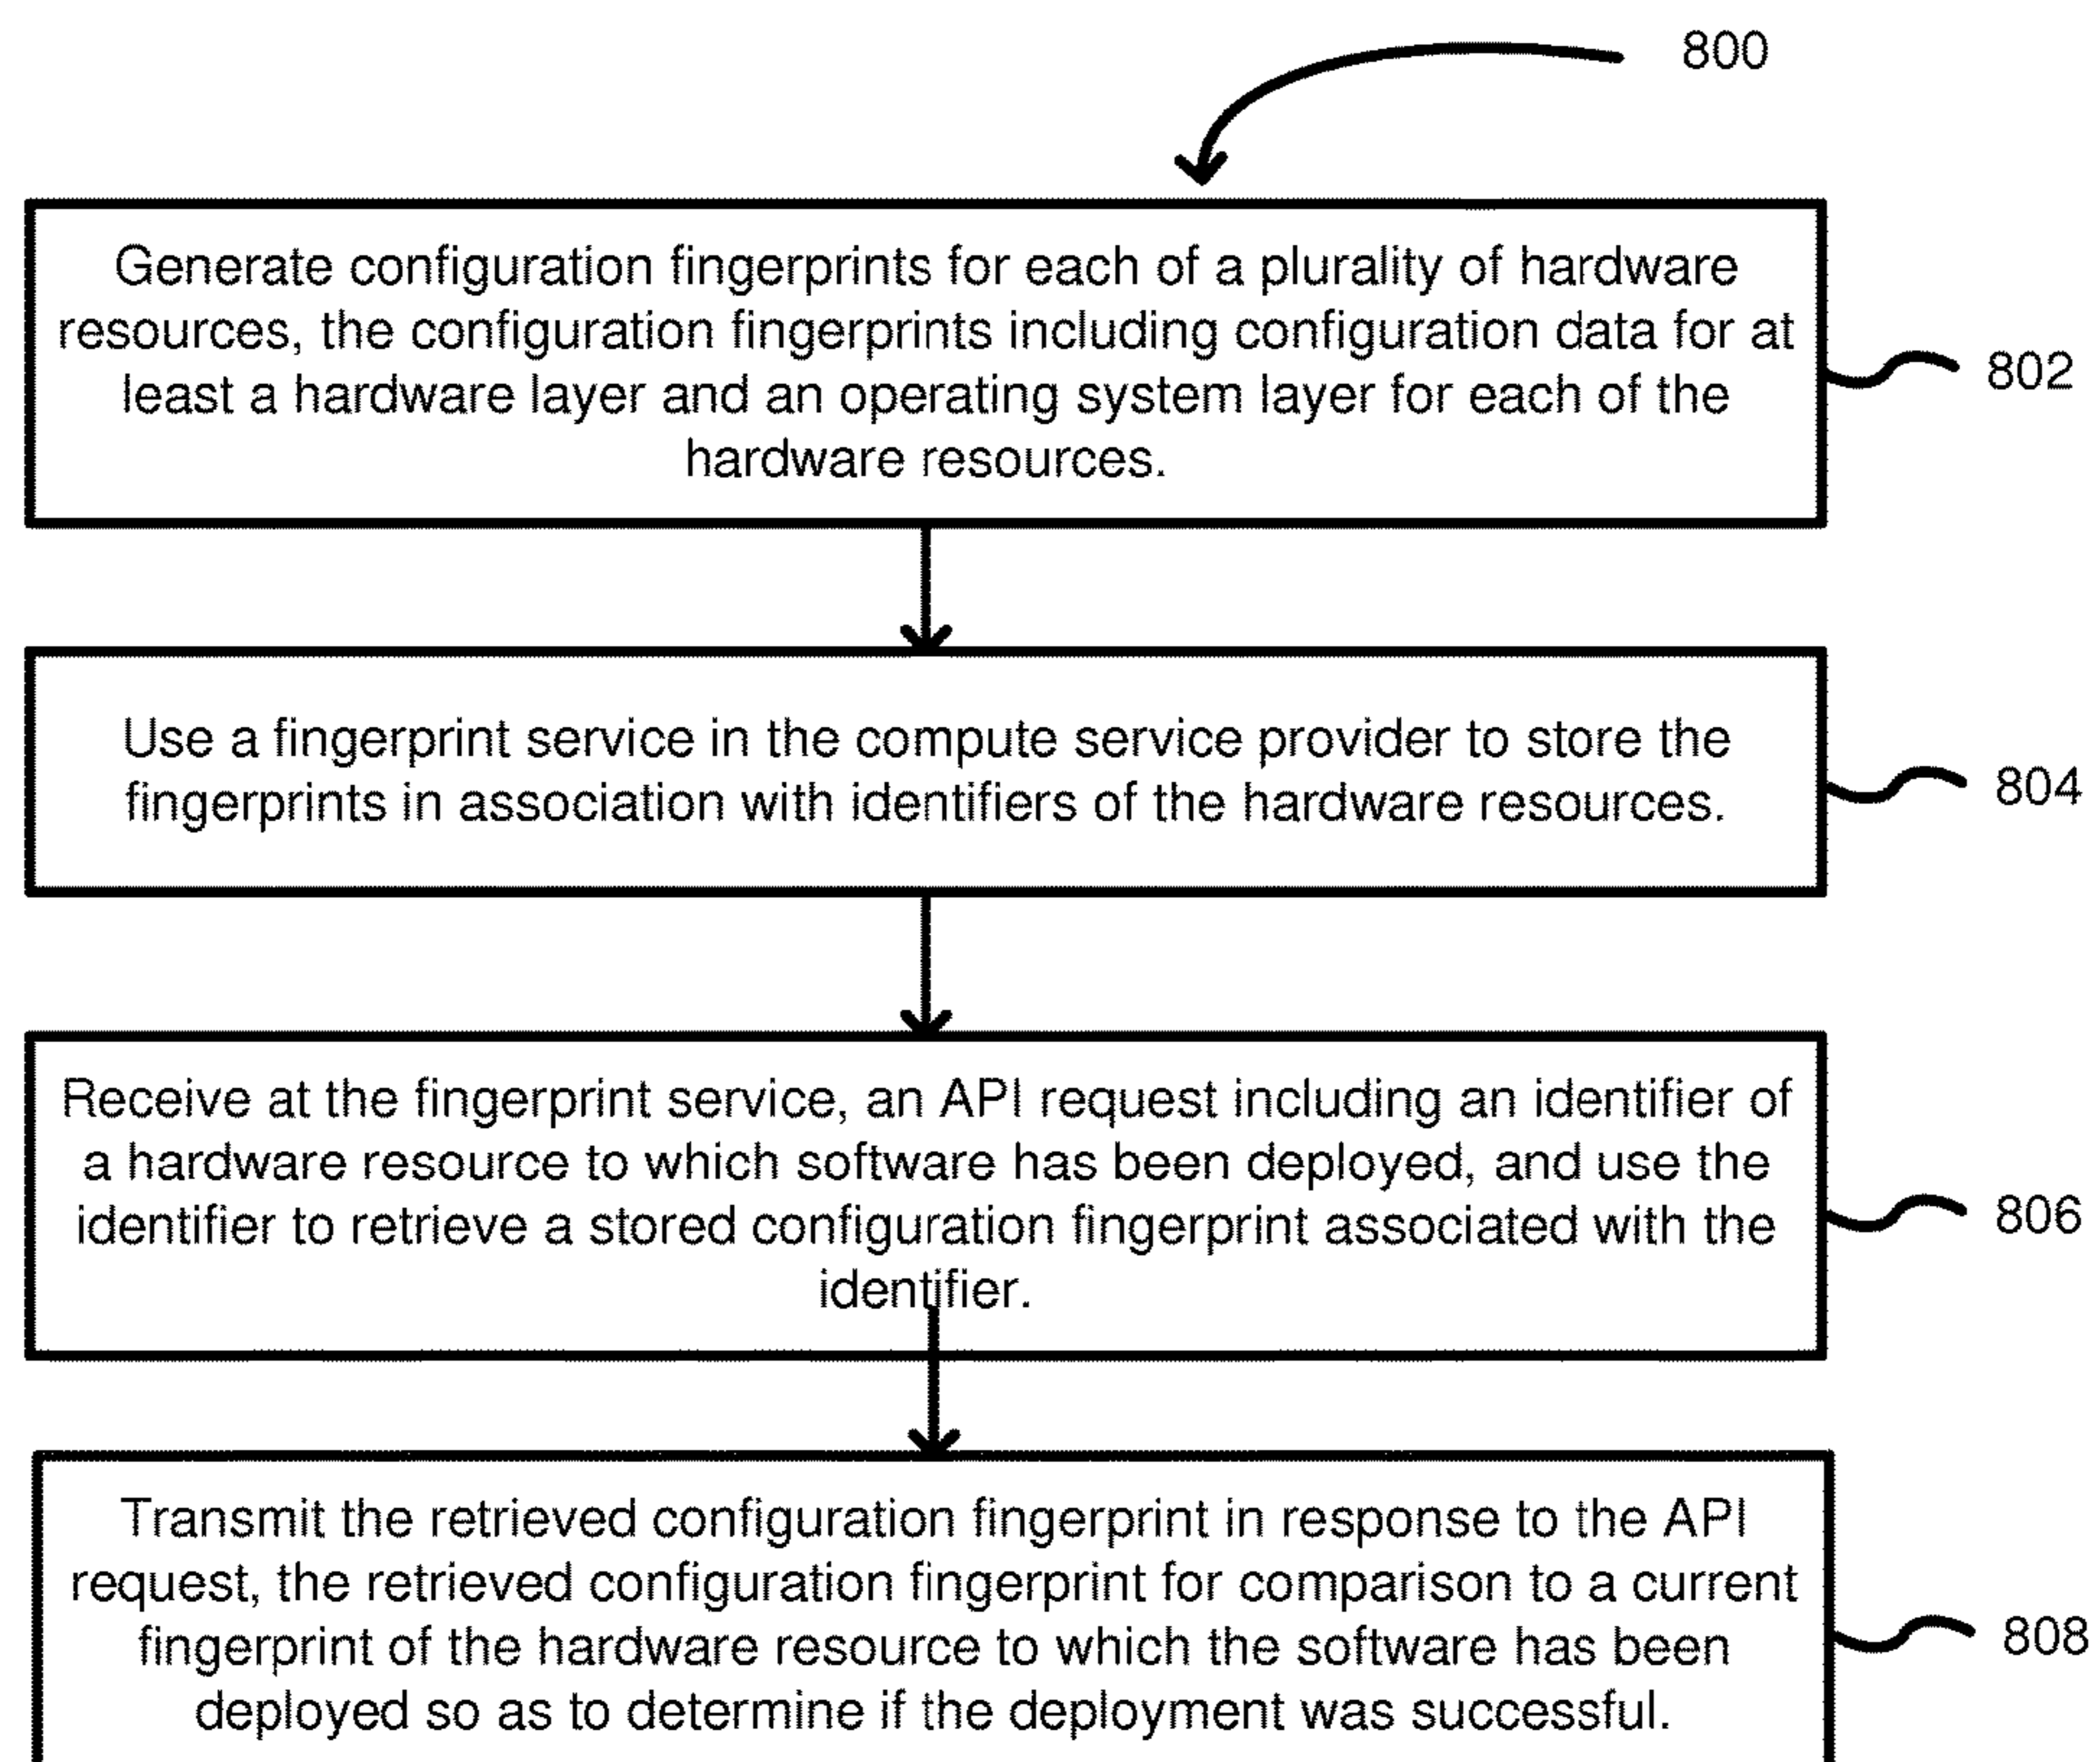 800
Generate configuration fingerprints for each of a plurality of hardware
resources, the configuration fingerprints including configuration data for at
least a hardware layer and an operating system layer for each of the
hardware resources.
802
Use a fingerprint service in the compute service provider to store the
fingerprints in association with identifiers of the hardware resources.
804
Receive at the fingerprint service, an API request including an identifier of
a hardware resource to which software has been deployed, and use the
identifier to retrieve a stored configuration fingerprint associated with the
identifier.
806
Transmit the retrieved configuration fingerprint in response to the API
request, the retrieved configuration fingerprint for comparison to a current
fingerprint of the hardware resource to which the software has been
deployed so as to determine if the deployment was successful.
808